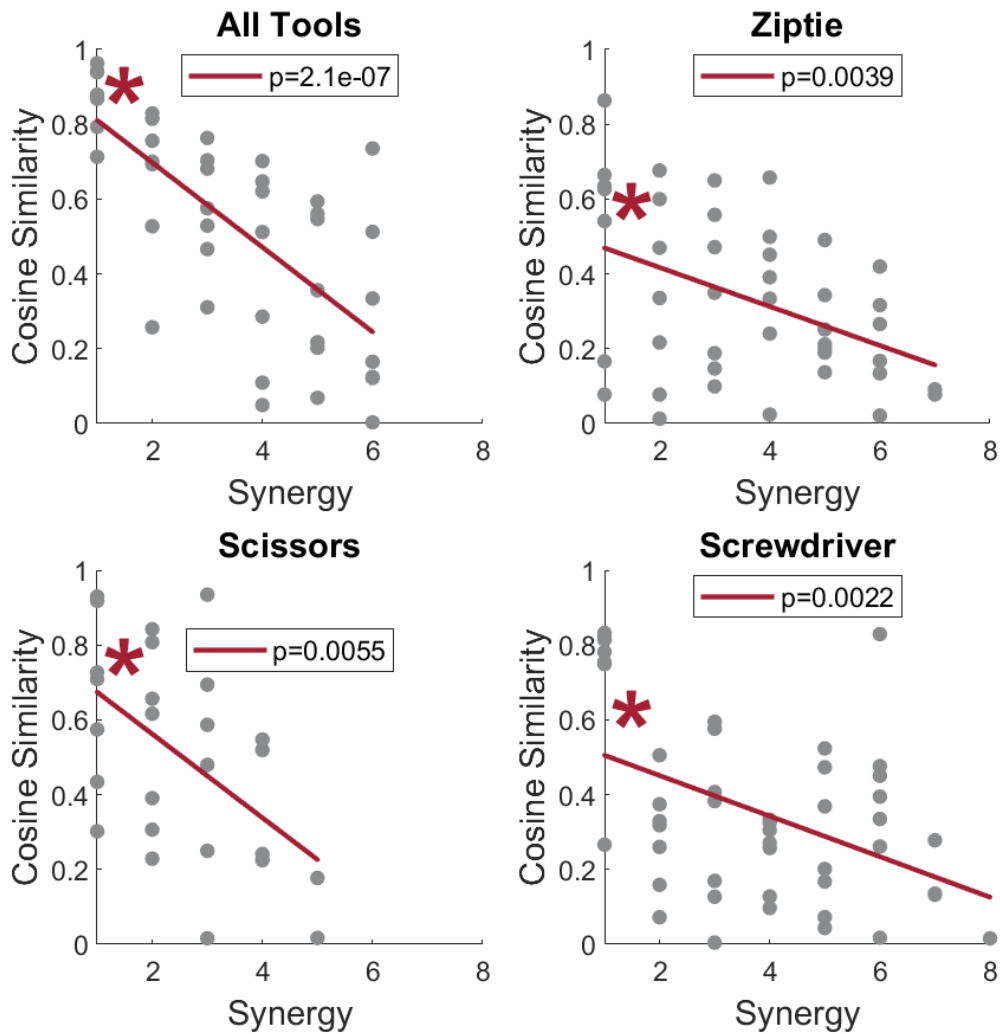 All Tools
p=2.1e-07
*
Cosine Similarity
1
0.8
0.6
0.4
0.2
0
2
4
6
8
Synergy
Ziptie
p=0.0039
*
Cosine Similarity
1
0.8
0.6
0.4
0.2
0
2
4
6
8
Synergy
Scissors
p=0.0055
*
Cosine Similarity
1
0.8
0.6
0.4
0.2
0
2
4
6
8
Synergy
Screwdriver
p=0.0022
*
Cosine Similarity
1
0.8
0.6
0.4
0.2
0
2
4
6
8
Synergy